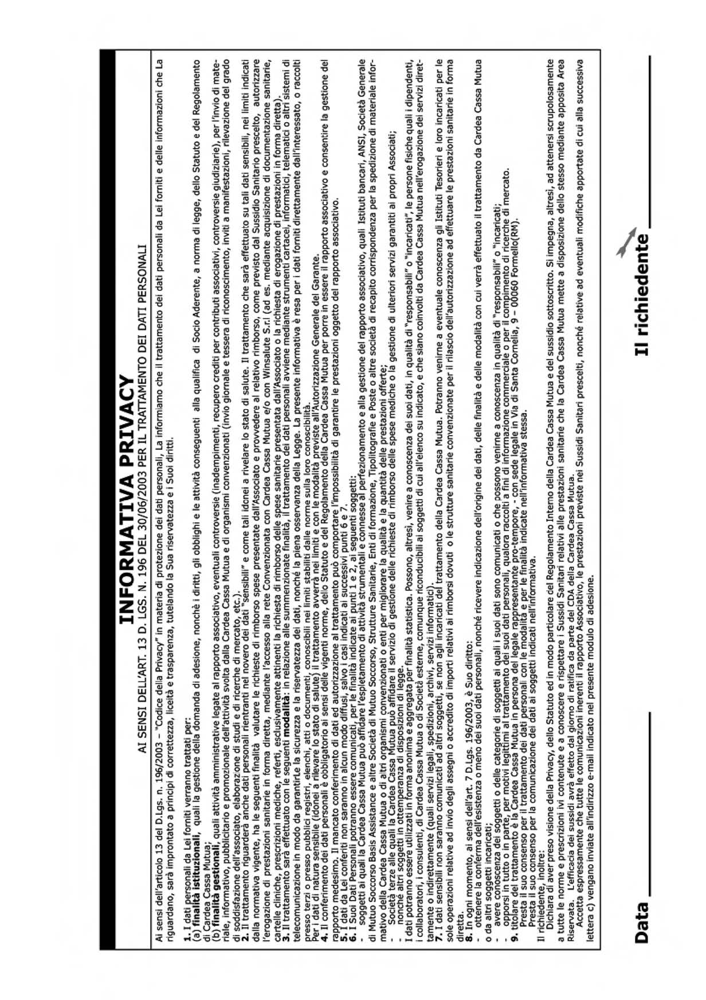 INFORMATIVA PRIVACY
AI SENSI DELL'ART. 13 D. LGS. N. 196 DEL 30/06/2003 PER IL TRATTAMENTO DEI DATI PERSONALI
Ai sensi dell'articolo 13 del D.Lgs. n. 196/2003 – "Codice della Privacy" in materia di protezione dei dati personali, La informiamo che il trattamento dei dati personali da Lei forniti e delle informazioni che La
riguardano, sarà improntato a principi di correttezza, liceità e trasparenza, tutelando la Sua riservatezza e i Suoi diritti.
1. I dati personali da Lei forniti verranno trattati per:
(a) finalità istituzionali, quali la gestione della domanda di adesione, nonchè i diritti, gli obblighi e le attività conseguenti alla qualifica di Socio Aderente, a norma di legge, dello Statuto e del Regolamento
di Cardea Cassa Mutua;
(b) finalità gestionali, quali attività amministrative legate al rapporto associativo, eventuali controversie (inadempimenti, recupero crediti per contributi associativi, controversie giudiziarie), per l'invio di mate-
riale, informativo, pubblicitario e promozionale dell'attività svolta dalla Cardea Cassa Mutua e di organismi convenzionati (invio giornale e tessera di riconoscimento, inviti a manifestazioni, rilevazione del grado
di soddisfazione dell'associato, elaborazione di studi e di ricerche di mercato, etc.).
2. Il trattamento riguarderà anche dati personali rientranti nel novero dei dati "sensibili" e come tali idonei a rivelare lo stato di salute. Il trattamento che sarà effettuato su tali dati sensibili, nei limiti indicati
dalla normativa vigente, ha le seguenti finalità valutare le richieste di rimborso spese presentate dall'Associato e provvedere al relativo rimborso, come previsto dal Sussidio Sanitario prescelto, autorizzare
l'erogazione di prestazioni sanitarie in forma diretta, mediante l'accesso alla rete Convenzionata con Cardea Cassa Mutua e/o con Winsalute S.r.l (ad es. mediante acquisizione di documentazione sanitarie,
cartelle cliniche, prescrizioni mediche, referti, esclusivamente attinenti la richiesta di rimborso delle spese sanitarie presentata dall'Associato o la richiesta di erogazione di prestazioni in forma diretta).
3. Il trattamento sarà effettuato con le seguenti modalità: in relazione alle summenzionate finalità, il trattamento dei dati personali avviene mediante strumenti cartacei, informatici, telematici o altri sistemi di
telecomunicazione in modo da garantirLe la sicurezza e la riservatezza dei dati, nonché la piena osservanza della Legge. La presente informativa è resa per i dati forniti direttamente dall'interessato, o raccolti
presso terzi o presso pubblici registri, elenchi, atti o documenti, conoscibili nei limiti stabiliti dalle norme sulla loro conoscibilità.
Per i dati di natura sensibile (idonei a rilevare lo stato di salute) il trattamento avverrà nei limiti e con le modalità previste all'Autorizzazione Generale del Garante.
4. Il conferimento dei dati personali è obbligatorio ai sensi delle vigenti norme, dello Statuto e del Regolamento della Cardea Cassa Mutua per porre in essere il rapporto associativo e consentire la gestione del
rapporto medesimo. Il mancato conferimento di dati ed autorizzazione al trattamento può comportare l'impossibilità di garantire le prestazioni oggetto del rapporto associativo.
5. I dati da Lei conferiti non saranno in alcun modo diffusi, salvo i casi indicati ai successivi punti 6 e 7.
6. I Suoi Dati Personali potranno essere comunicati, per le finalità indicate ai punti 1 e 2, ai seguenti soggetti:
- soggetti ai quali la Cardea Cassa Mutua può affidare l'espletamento di attività strumentali e connesse al perfezionamento e alla gestione del rapporto associativo, quali Istituti bancari, ANSI, Società Generale
di Mutuo Soccorso Basis Assistance e altre Società di Mutuo Soccorso, Strutture Sanitarie, Enti di formazione, Tipolitografie e Poste o altre società di recapito corrispondenza per la spedizione di materiale infor-
mativo della Cardea Cassa Mutua o di altri organismi convenzionati o enti per migliorare la qualità e la quantità delle prestazioni offerte;
- Società terze alle quali la Cardea Cassa Mutua può affidare il servizio di gestione delle richieste di rimborso delle spese mediche o la gestione di ulteriori servizi garantiti ai propri Associati;
- nonché altri soggetti in ottemperanza di disposizioni di legge.
I dati potranno essere utilizzati in forma anonima e aggregata per finalità statistica. Possono, altresì, venire a conoscenza dei suoi dati, in qualità di "responsabili" o "incaricati", le persone fisiche quali i dipendenti,
i collaboratori, i consulenti, di Cardea Cassa Mutua o di Società esterne, comunque riconducibili ai soggetti di cui all'elenco su indicato, e che siano coinvolti da Cardea Cassa Mutua nell'erogazione dei servizi diret-
tamente o indirettamente (quali servizi legali, spedizioni, archivi, servizi informatici).
7. I dati sensibili non saranno comunicati ad altri soggetti, se non agli incaricati del trattamento della Cardea Cassa Mutua. Potranno venirne a eventuale conoscenza gli Istituti Tesorieri e loro incaricati per le
sole operazioni relative ad invio degli assegni o accredito di importi relativi ai rimborsi dovuti o le strutture sanitarie convenzionate per il rilascio dell'autorizzazione ad effettuare le prestazioni sanitarie in forma
diretta.
8. In ogni momento, ai sensi dell'art. 7 D.Lgs. 196/2003, è Suo diritto:
- ottenere la conferma dell'esistenza o meno dei suoi dati personali, nonché ricevere indicazione dell'origine dei dati, delle finalità e delle modalità con cui verrà effettuato il trattamento da Cardea Cassa Mutua
o da altri soggetti incaricati;
- avere conoscenza dei soggetti o delle categorie di soggetti ai quali i suoi dati sono comunicati o che possono venirne a conoscenza in qualità di "responsabili" o "incaricati;
- opporsi in tutto o in parte, per motivi legittimi al trattamento dei suoi dati personali, qualora raccolti a fini di informazione commerciale o per il compimento di ricerche di mercato.
9. titolare del trattamento è la Cardea Cassa Mutua in persona del legale rappresentante pro-tempore, - con sede legale in Via di Santa Cornelia, 9 – 00060 Formello(RM).
Presta il suo consenso per il trattamento dei dati personali con le modalità e per le finalità indicate nell'informativa stessa.
Presta il suo consenso per la comunicazione dei dati ai soggetti indicati nell'informativa.
Il richiedente, inoltre:
Dichiara di aver preso visione della Privacy, dello Statuto ed in modo particolare del Regolamento Interno della Cardea Cassa Mutua e del sussidio sottoscritto. Si impegna, altresì, ad attenersi scrupolosamente
a tutte le norme e prescrizioni ivi contenute e a conoscere e rispettare i Sussidi Sanitari relativi alle prestazioni sanitarie che la Cardea Cassa Mutua mette a disposizione dello stesso mediante apposita Area
Riservata. L'efficacia dei sussidi avrà effetto dal giorno di ratifica da parte del CDA della Cardea Cassa Mutua.
Accetta espressamente che tutte le comunicazioni inerenti il rapporto Associativo, le prestazioni previste nei Sussidi Sanitari prescelti, nonché relative ad eventuali modifiche apportate di cui alla successiva
lettera c) vengano inviate all'indirizzo e-mail indicato nel presente modulo di adesione.
Data ____________ Il richiedente ____________